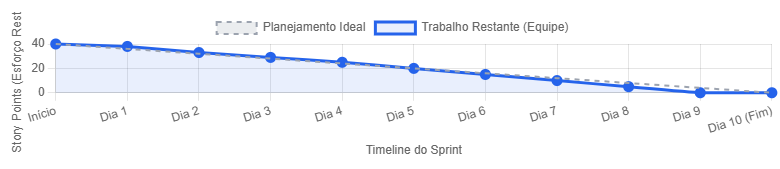 Planejamento Ideal
Trabalho Restante (Equipe)
Story Points (Esforço Rest
40
20
0
Início
Dia 1
Dia 2
Dia 3
Dia 4
Dia 5
Dia 6
Dia 7
Dia 8
Dia 9
Dia 10 (Fim)
Timeline do Sprint